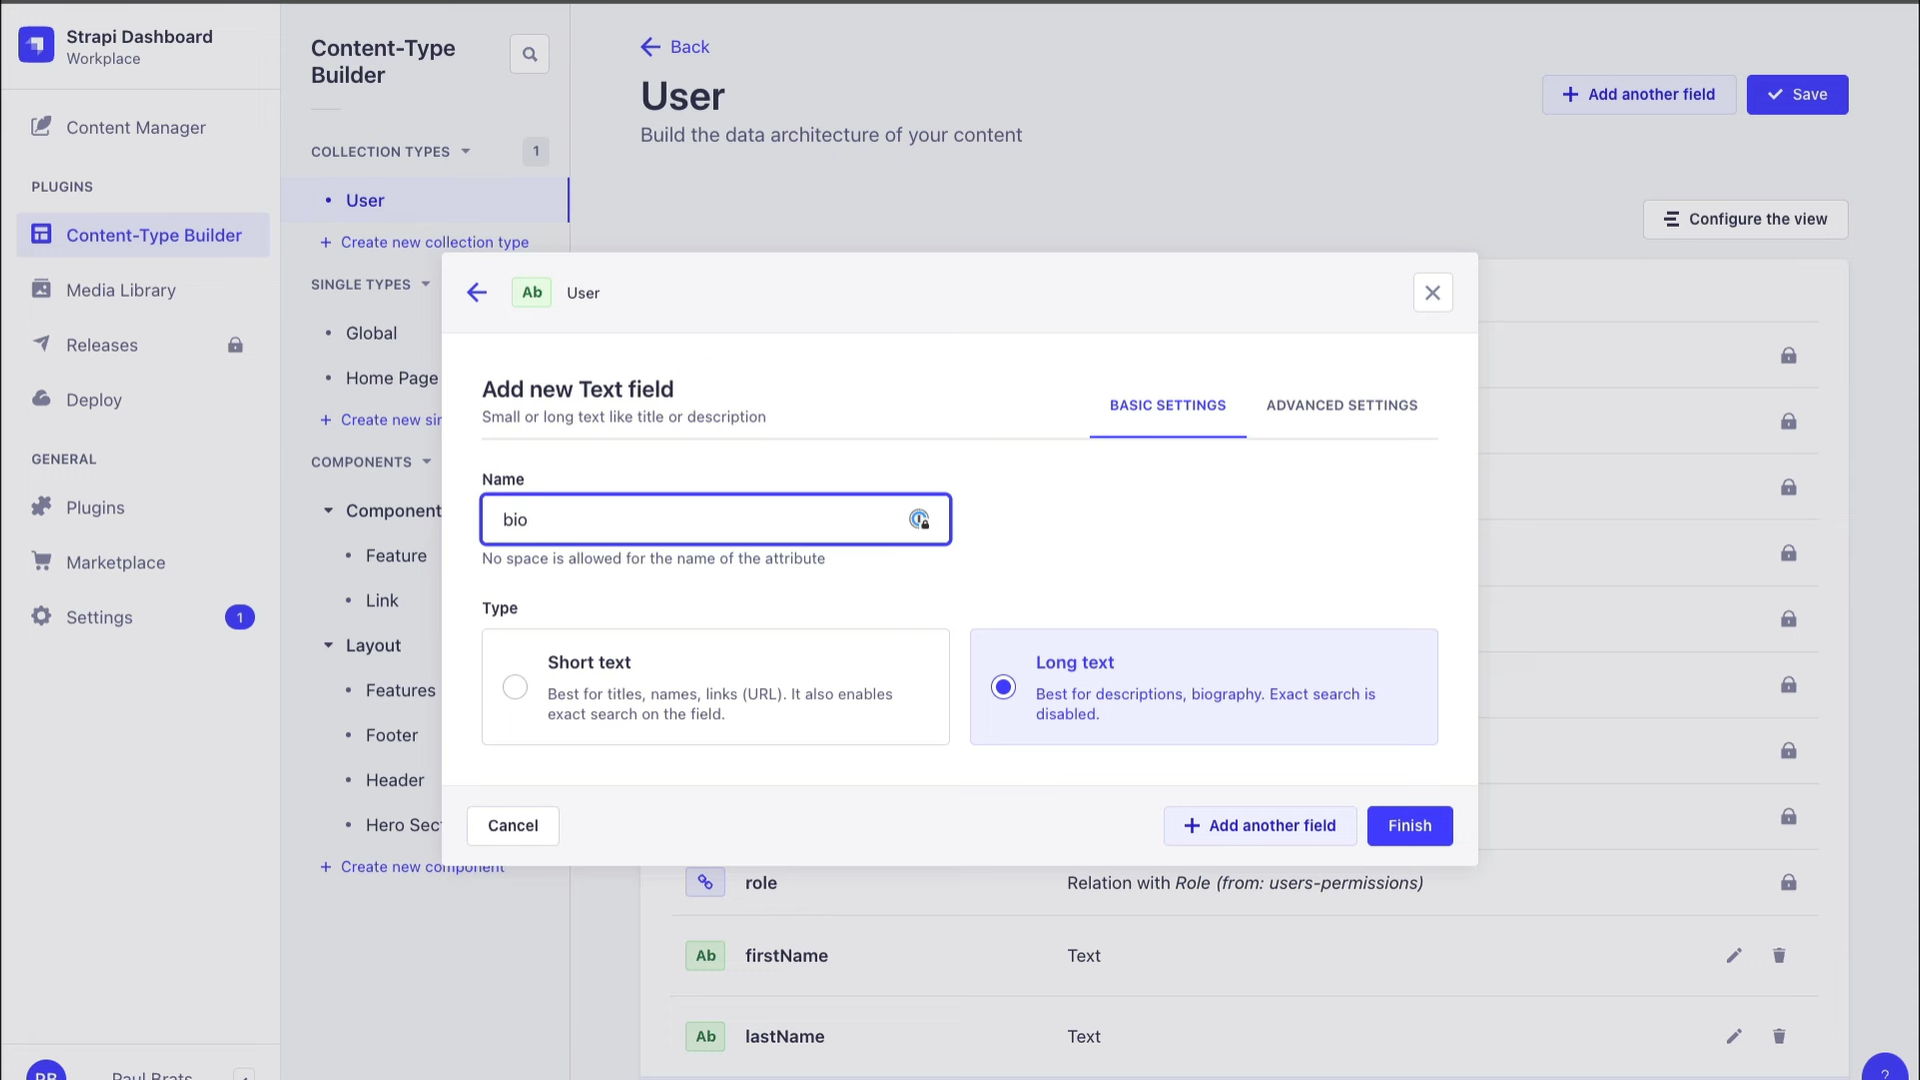 Strapi Dashboard
Workplace
Content Manager
PLUGINS
Content-Type Builder
Media Library
Releases
Deploy
GENERAL
Plugins
Marketplace
Settings
1
Content-Type
Builder
COLLECTION TYPES
1
User
+ Create new collection type
SINGLE TYPES
Global
Home Page
+ Create new sin
COMPONENTS
Component
Feature
Link
Layout
Features
Footer
Header
Hero Sec
+ Create new component
Back
User
Build the data architecture of your content
+ Add another field
Save
Configure the view
Ab User
Add new Text field
Small or long text like title or description
BASIC SETTINGS
ADVANCED SETTINGS
Name
bio
No space is allowed for the name of the attribute
Type
Short text
Best for titles, names, links (URL). It also enables
exact search on the field.
Long text
Best for descriptions, biography. Exact search is
disabled.
Cancel
+ Add another field
Finish
role Relation with Role (from: users-permissions)
Ab firstName Text
Ab lastName Text
PB Paul Brats
?